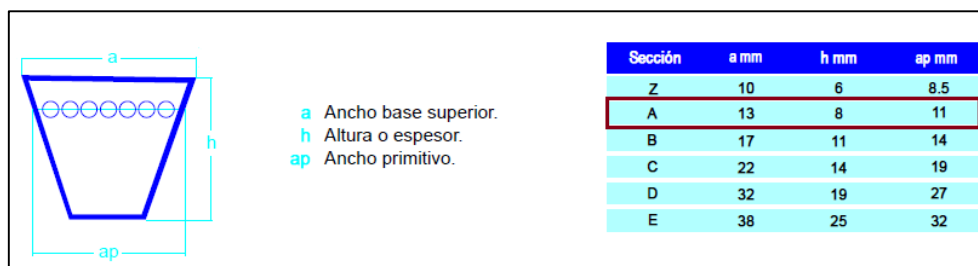 a
h
ap
a Ancho base superior.
h Altura o espesor.
ap Ancho primitivo.
Sección a mm h mm ap mm
Z 10 6 8.5
A 13 8 11
B 17 11 14
C 22 14 19
D 32 19 27
E 38 25 32